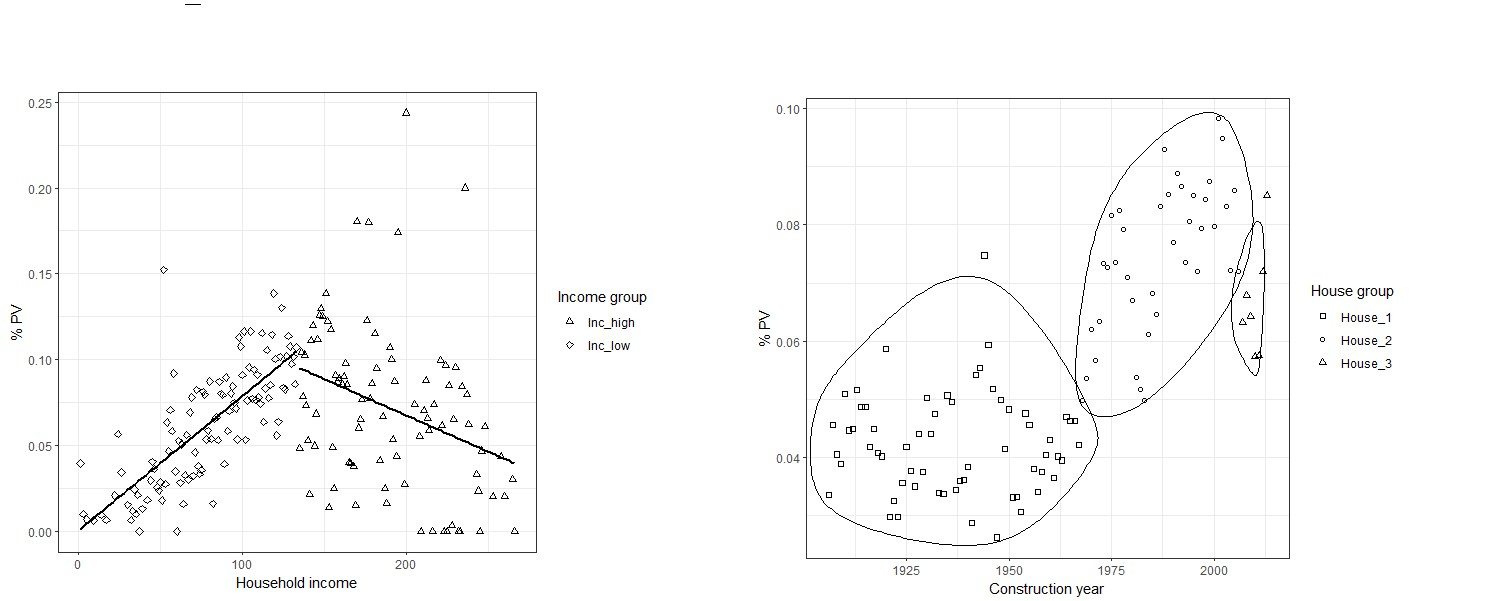 0.25
0.20
0.15
0.10
0.05
0.00
% PV
0 100 200
Household income
Income group
Inc_high
Inc_low
0.10
0.08
0.06
0.04
% PV
1925 1950 1975 2000
Construction year
House group
House_1
House_2
House_3